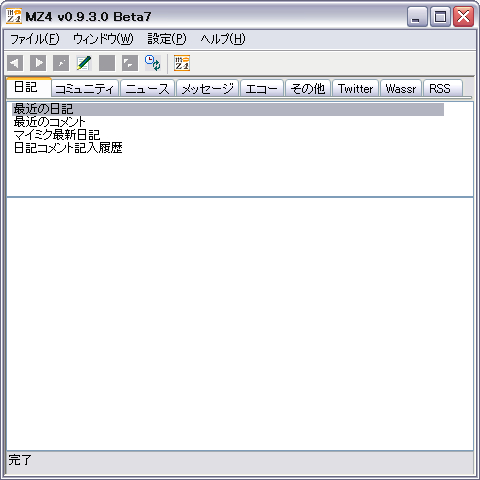 MZ4 v0.9.3.0 Beta7
ファイル(F) ウィンドウ(W) 設定(P) ヘルプ(H)
日記 コミュニティ ニュース メッセージ エコー その他 Twitter Wassr RSS
最近の日記
最近のコメント
マイミク最新日記
日記コメント記入履歴
完了